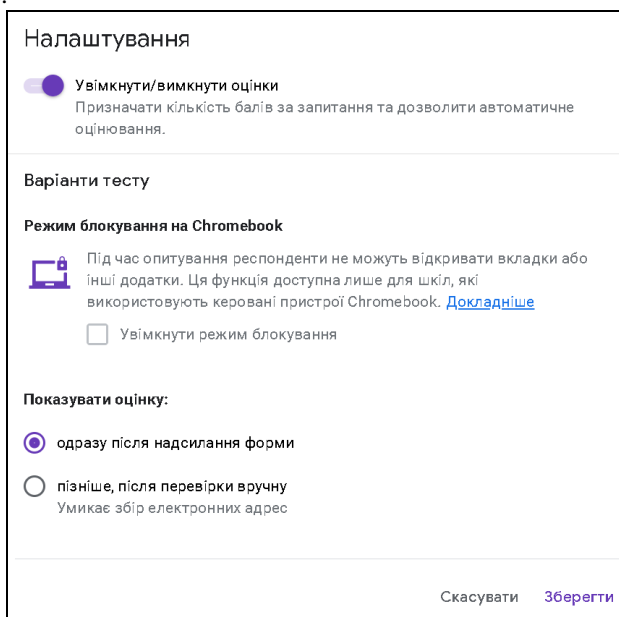 .
Налаштування
Увімкнути/вимкнути оцінки
Призначати кількість балів за запитання та дозволити автоматичне
оцінювання.
Варіанти тесту
Режим блокування на Chromebook
Під час опитування респонденти не можуть відкривати вкладки або
інші додатки. Ця функція доступна лише для шкіл, які
використовують керовані пристрої Chromebook. Докладніше
Увімкнути режим блокування
Показувати оцінку:
одразу після надсилання форми
пізніше, після перевірки вручну
Умикає збір електронних адрес
Скасувати Зберегти